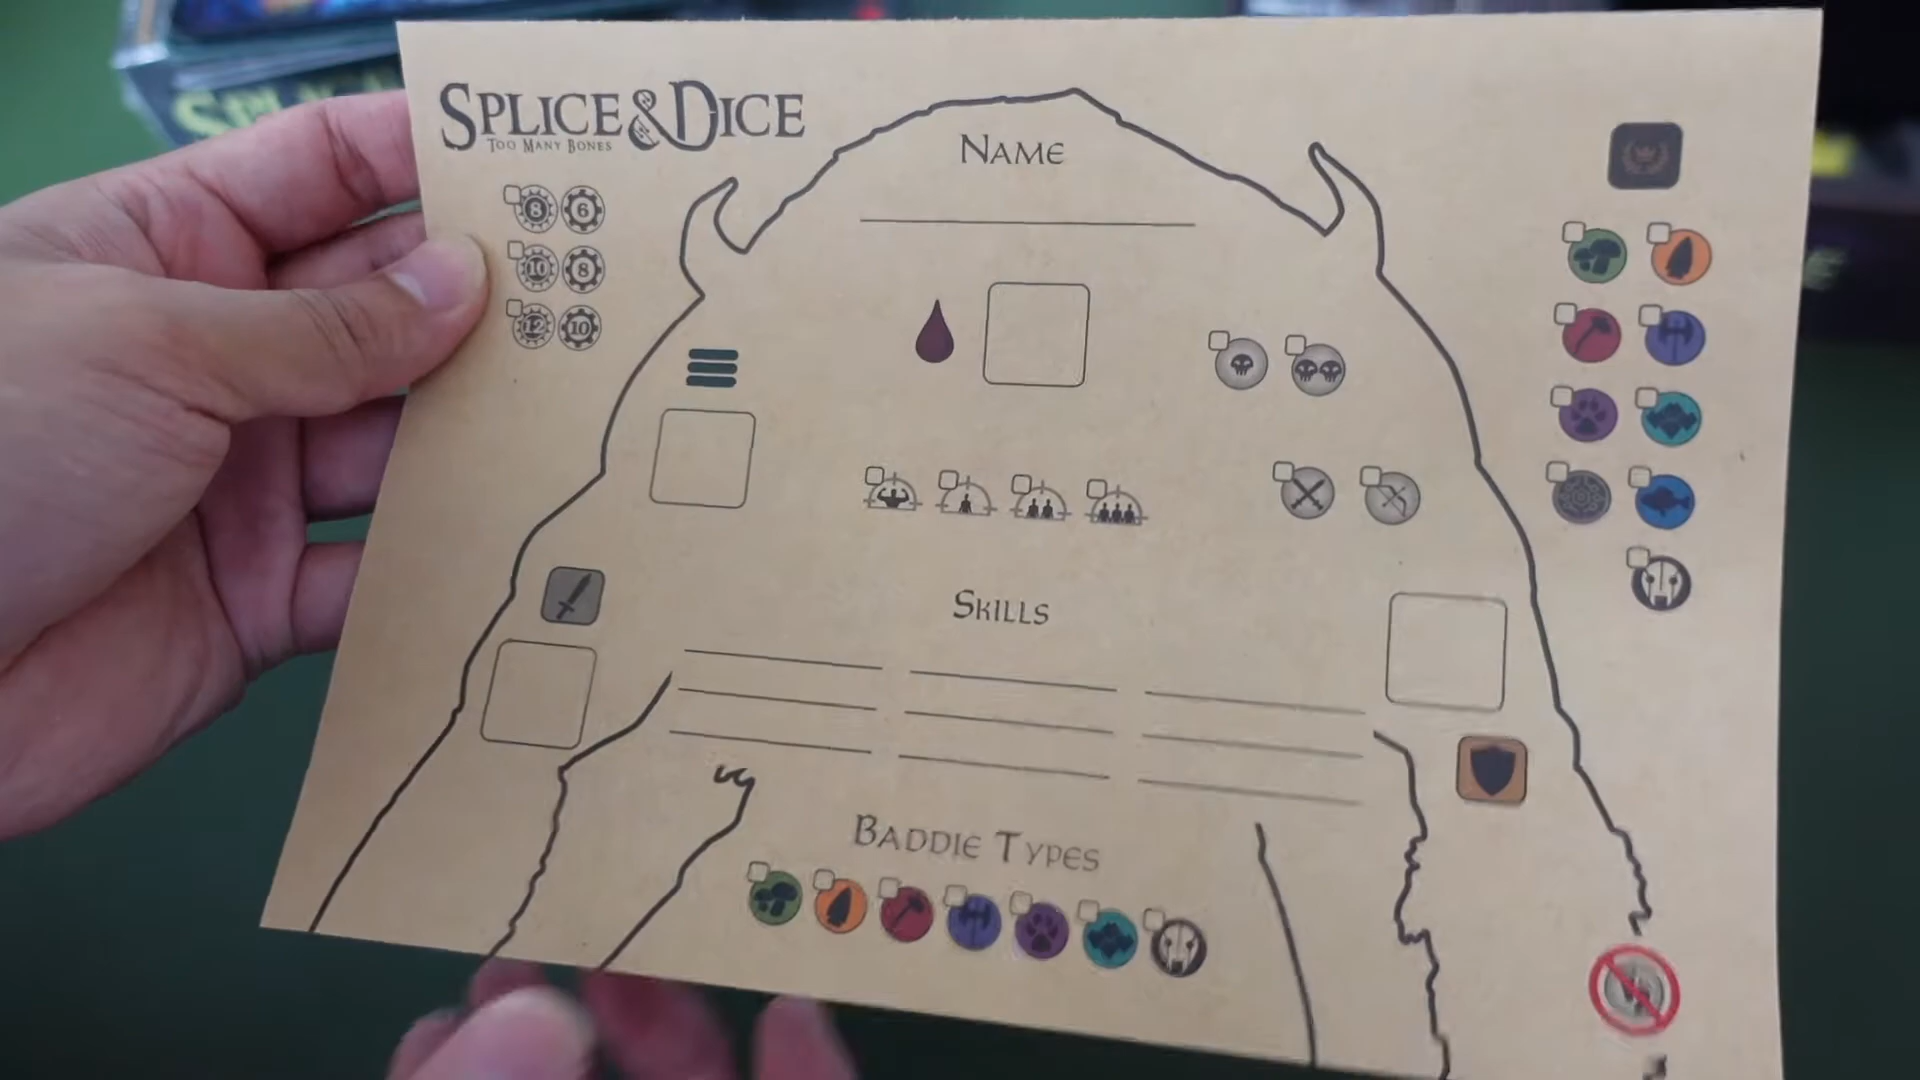 SPLICE & DICE
TOO MANY BONES
NAME
8 6
10 8
12 10
SKILLS
BADDIE TYPES